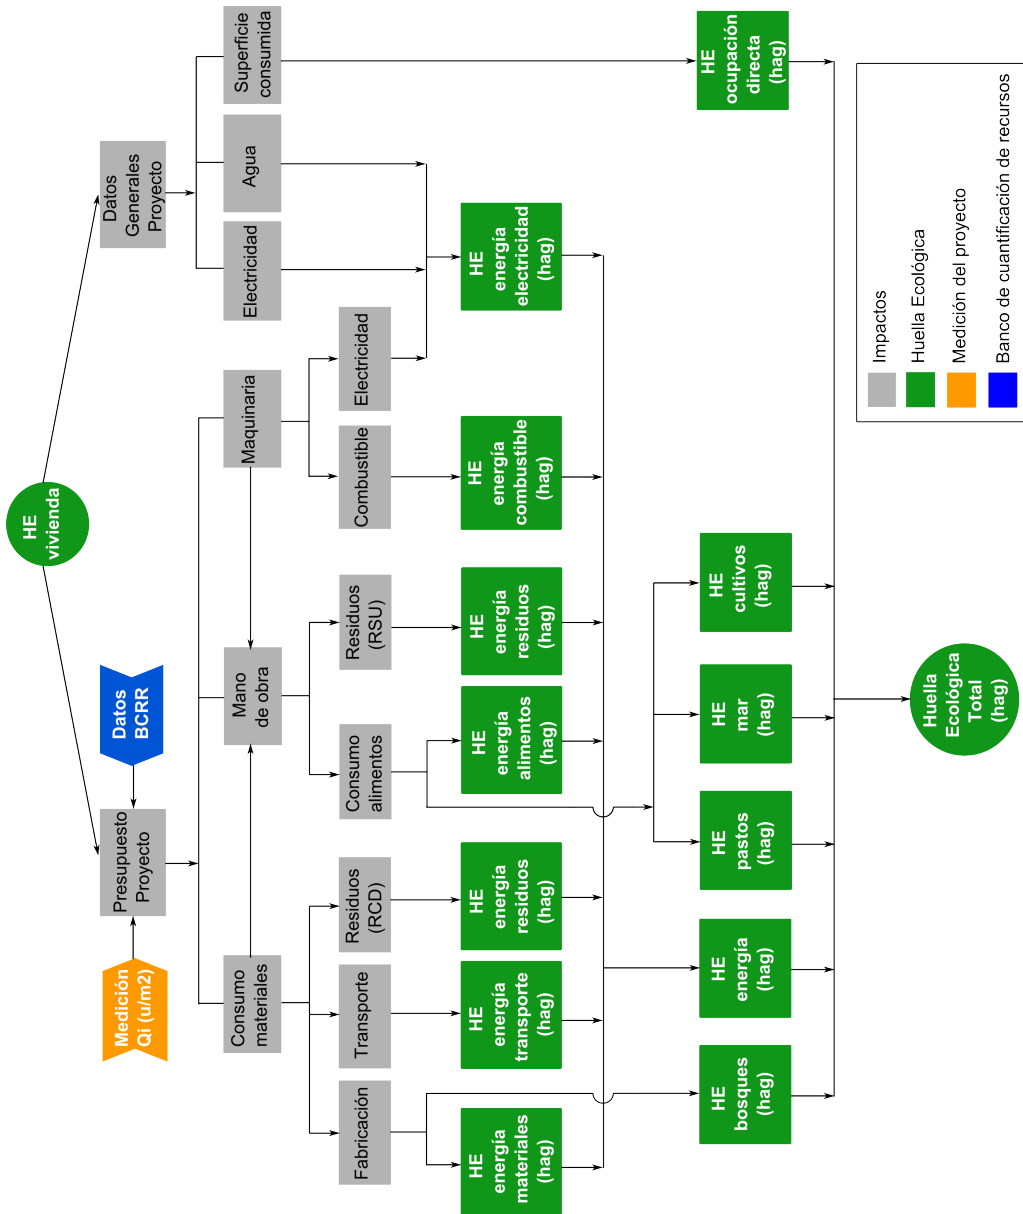 HE
vivienda
Medición
Qi (u/m2)
Presupuesto
Proyecto
Datos
BCRR
Datos
Generales
Proyecto
Consumo
materiales
Mano
de obra
Maquinaria
Electricidad
Agua
Superficie
consumida
Fabricación
Transporte
Residuos
(RCD)
Consumo
alimentos
Residuos
(RSU)
Combustible
Electricidad
HE
energía
materiales
(hag)
HE
energía
transporte
(hag)
HE
energía
residuos
(hag)
HE
energía
alimentos
(hag)
HE
energía
residuos
(hag)
HE
energía
combustible
(hag)
HE
energía
electricidad
(hag)
HE
bosques
(hag)
HE
energía
(hag)
HE
pastos
(hag)
HE
mar
(hag)
HE
cultivos
(hag)
HE
ocupación
directa
(hag)
Huella
Ecológica
Total
(hag)
Impactos
Huella Ecológica
Medición del proyecto
Banco de cuantificación de recursos